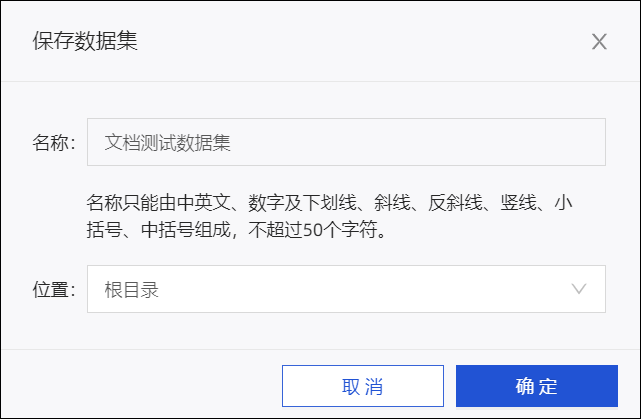 保存数据集
名称：
文档测试数据集
名称只能由中英文、数字及下划线、斜线、反斜线、竖线、小
括号、中括号组成，不超过50个字符。
位置：
根目录
取消
确定